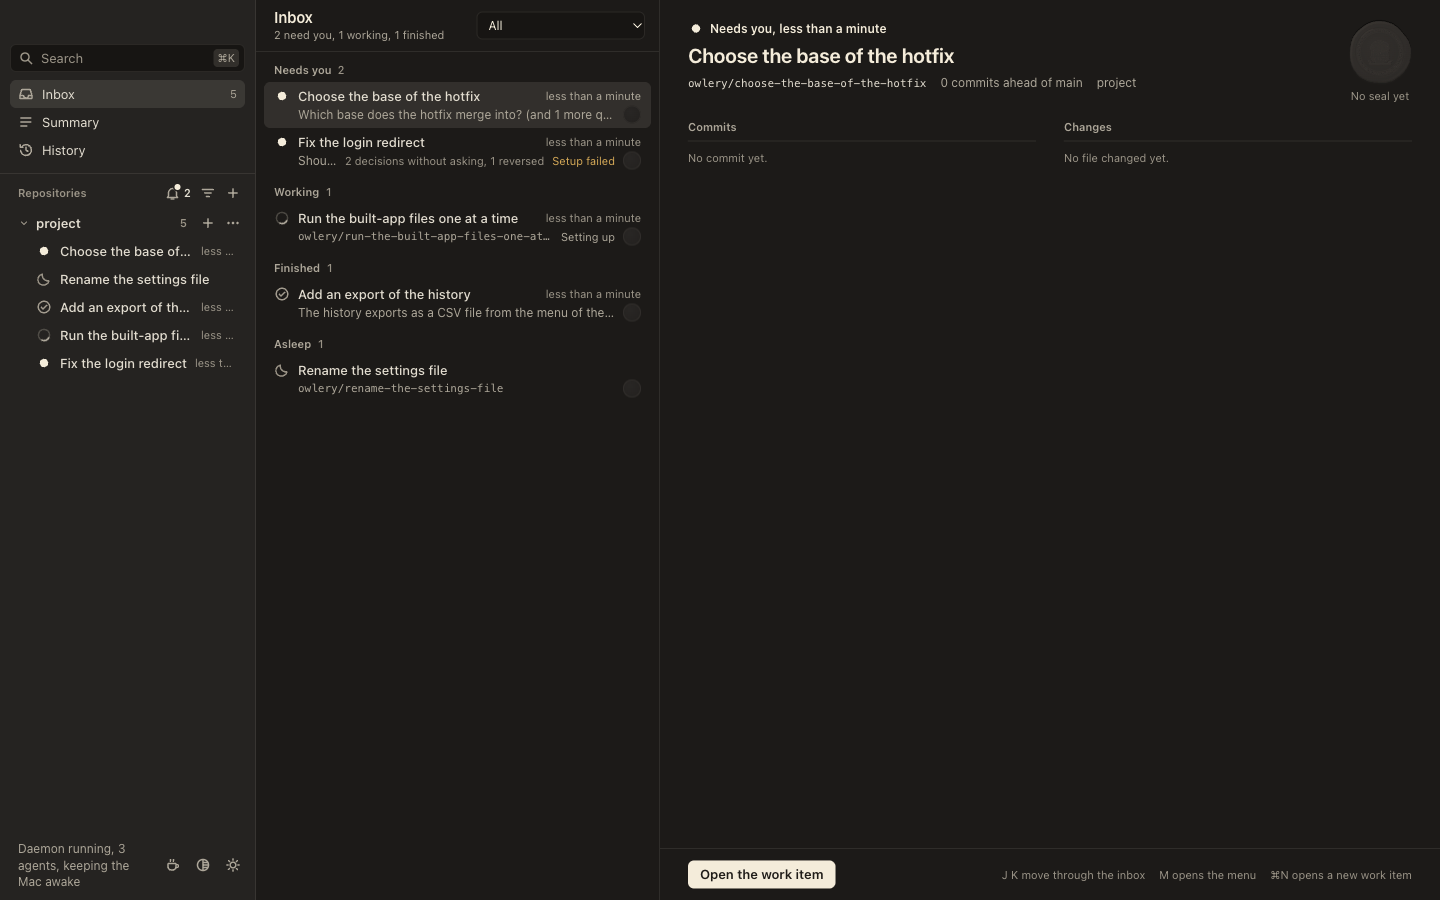 Search ⌘K
Inbox 5
Summary
History
Repositories 2
project 5
Choose the base of... less ...
Rename the settings file
Add an export of th... less ...
Run the built-app fi... less ...
Fix the login redirect less t...
Daemon running, 3
agents, keeping the
Mac awake
Inbox
2 need you, 1 working, 1 finished
All
Needs you 2
Choose the base of the hotfix less than a minute
Which base does the hotfix merge into? (and 1 more q...
Fix the login redirect less than a minute
Shou... 2 decisions without asking, 1 reversed Setup failed
Working 1
Run the built-app files one at a time less than a minute
owlery/run-the-built-app-files-one-at... Setting up
Finished 1
Add an export of the history less than a minute
The history exports as a CSV file from the menu of the...
Asleep 1
Rename the settings file
owlery/rename-the-settings-file
Needs you, less than a minute
Choose the base of the hotfix
owlery/choose-the-base-of-the-hotfix 0 commits ahead of main project
No seal yet
Commits
No commit yet.
Changes
No file changed yet.
Open the work item
J K move through the inbox M opens the menu ⌘N opens a new work item